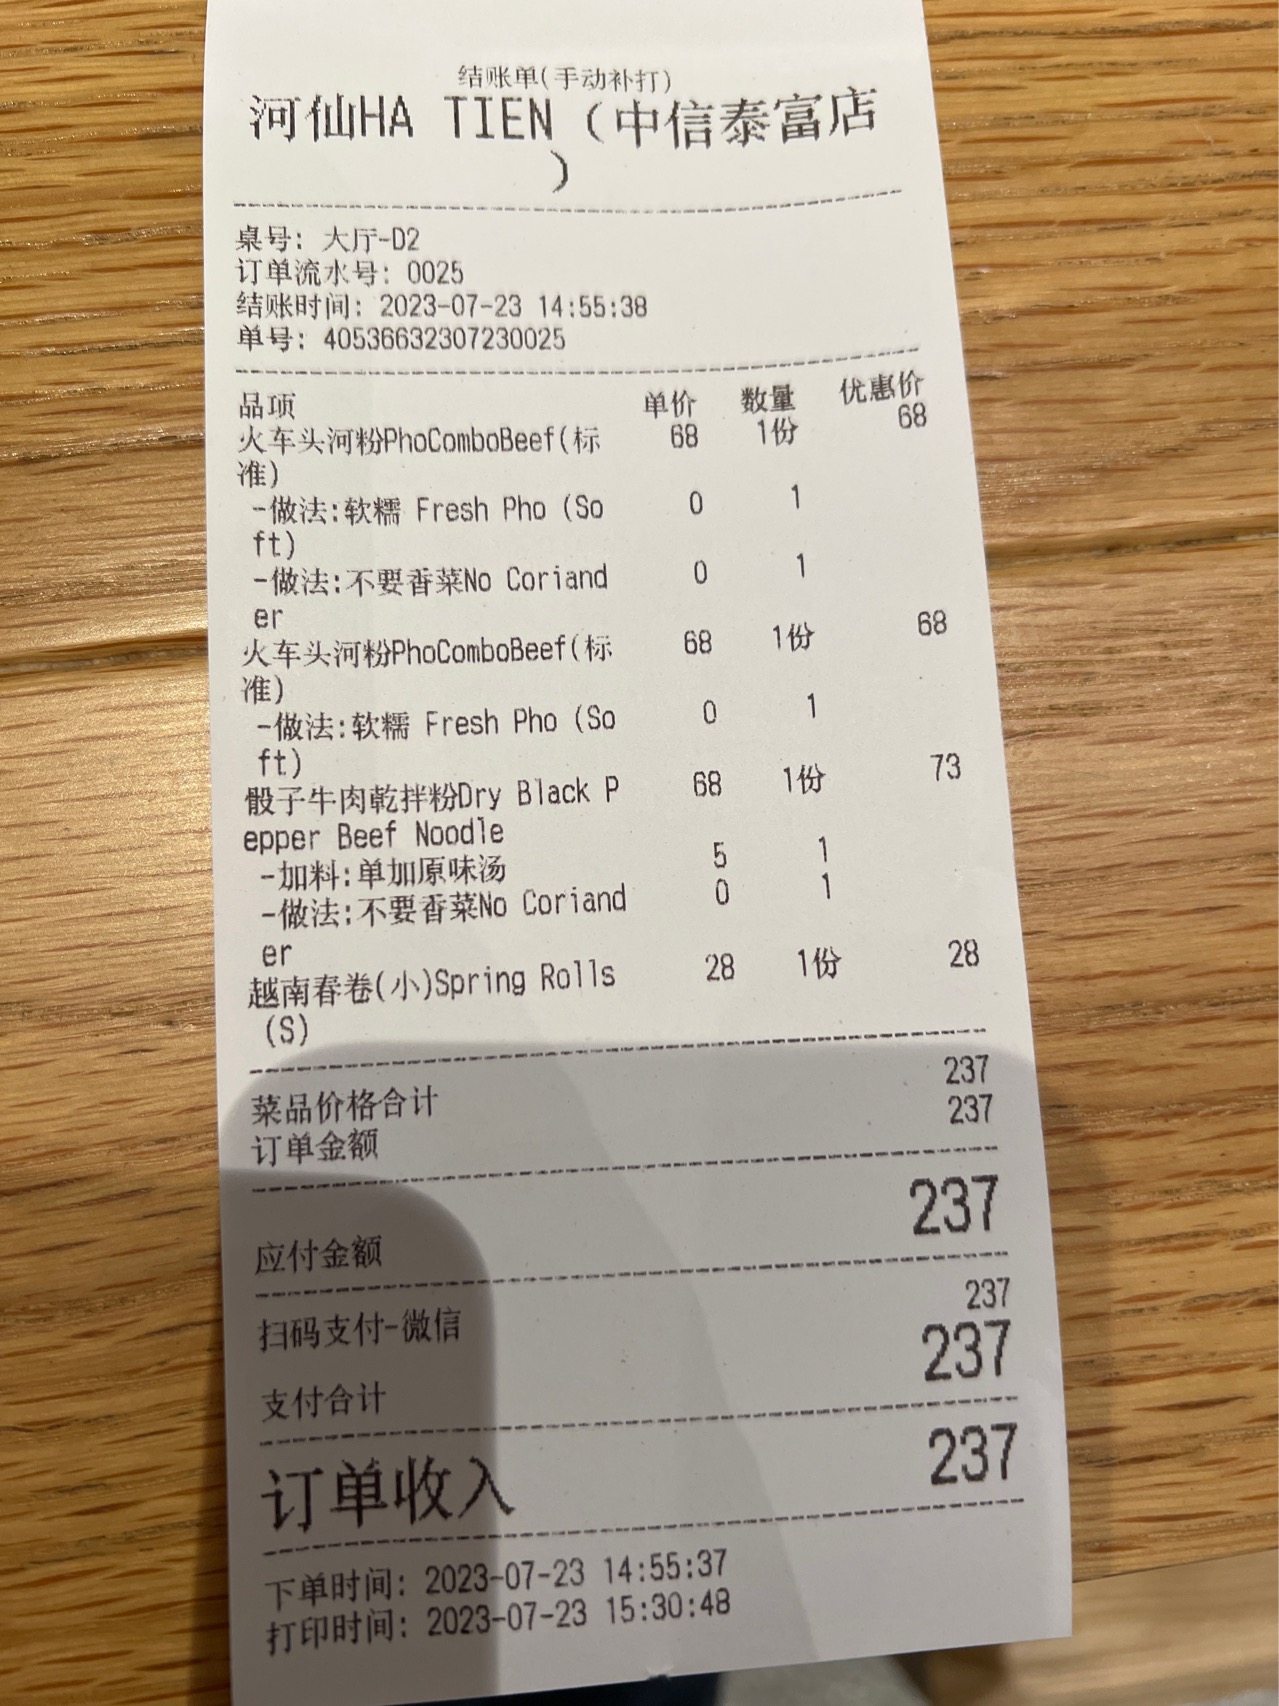 结账单(手动补打)
河仙HA TIEN（中信泰富店
）
桌号: 大厅-D2
订单流水号: 0025
结账时间: 2023-07-23 14:55:38
单号: 40536632307230025
品项 单价 数量 优惠价
火车头河粉PhoComboBeef(标 68 1份 68
准)
-做法:软糯 Fresh Pho (So 0 1
ft)
-做法:不要香菜No Coriand 0 1
er
火车头河粉PhoComboBeef(标 68 1份 68
准)
-做法:软糯 Fresh Pho (So 0 1
ft)
骰子牛肉乾拌粉Dry Black P 68 1份 73
epper Beef Noodle
-加料:单加原味汤 5 1
-做法:不要香菜No Coriand 0 1
er
越南春卷(小)Spring Rolls 28 1份 28
(S)
菜品价格合计 237
订单金额 237
应付金额 237
扫码支付-微信 237
支付合计 237
订单收入 237
下单时间: 2023-07-23 14:55:37
打印时间: 2023-07-23 15:30:48